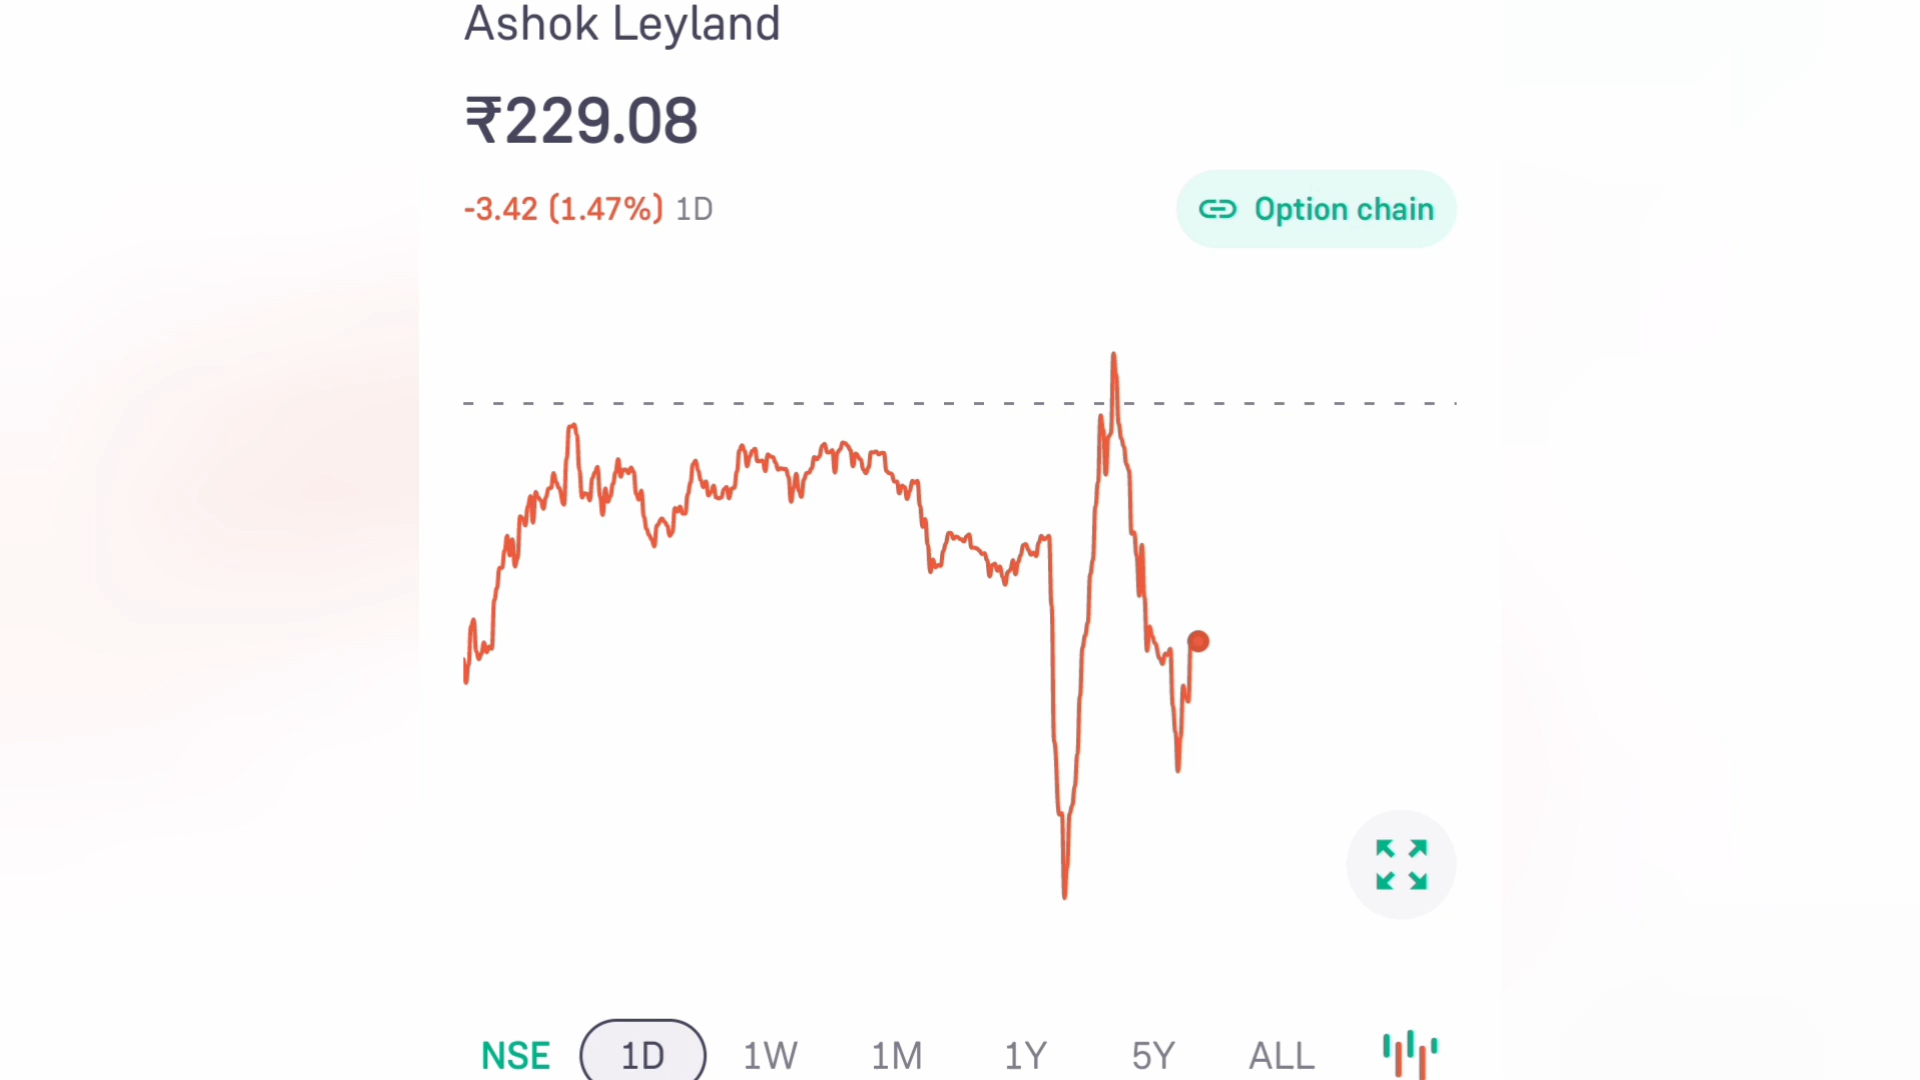 Ashok Leyland
₹229.08
-3.42 (1.47%) 1D
Option chain
NSE 1D 1W 1M 1Y 5Y ALL